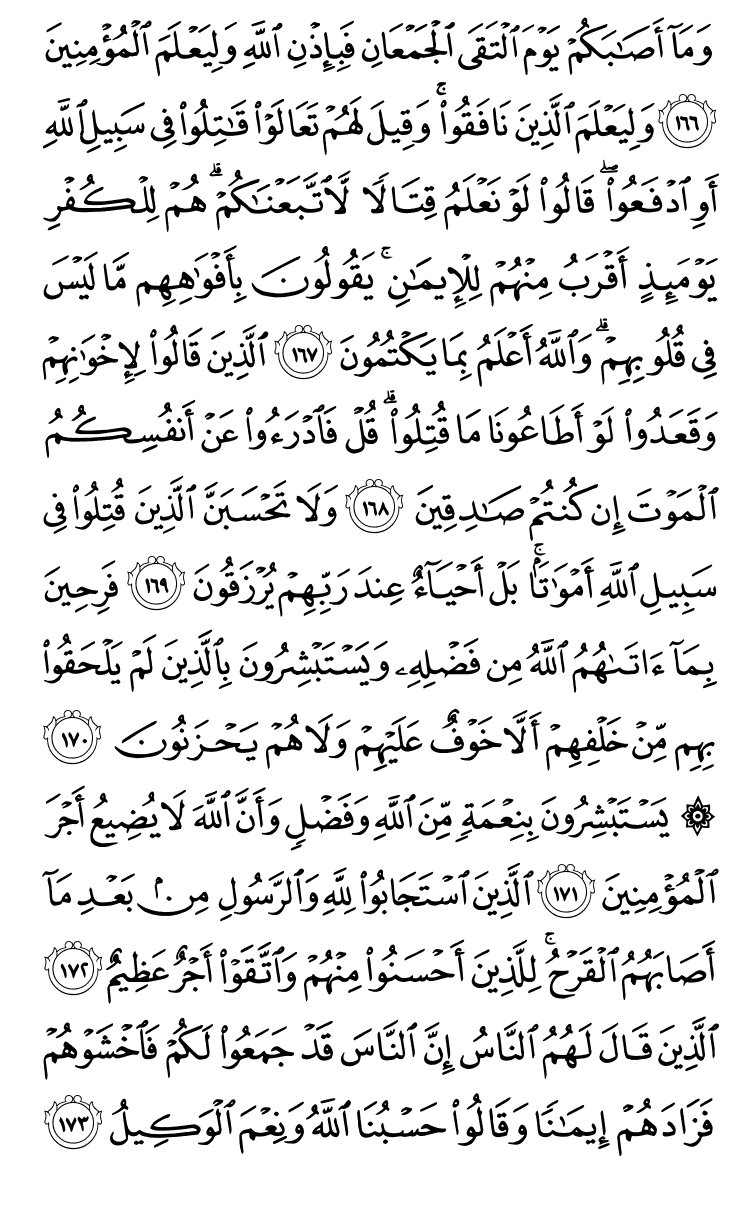 وَمَآ أَصَٰبَكُمْ يَوْمَ ٱلْتَقَى ٱلْجَمْعَانِ فَبِإِذْنِ ٱللَّهِ وَلِيَعْلَمَ ٱلْمُؤْمِنِينَ
١٦٦ وَلِيَعْلَمَ ٱلَّذِينَ نَافَقُوا۟ ۚ وَقِيلَ لَهُمْ تَعَالَوْا۟ قَٰتِلُوا۟ فِى سَبِيلِ ٱللَّهِ
أَوِ ٱدْفَعُوا۟ ۖ قَالُوا۟ لَوْ نَعْلَمُ قِتَالًا لَّٱتَّبَعْنَٰكُمْ ۗ هُمْ لِلْكُفْرِ
يَوْمَئِذٍ أَقْرَبُ مِنْهُمْ لِلْإِيمَٰنِ ۚ يَقُولُونَ بِأَفْوَٰهِهِم مَّا لَيْسَ
فِى قُلُوبِهِمْ ۗ وَٱللَّهُ أَعْلَمُ بِمَا يَكْتُمُونَ ١٦٧ ٱلَّذِينَ قَالُوا۟ لِإِخْوَٰنِهِمْ
وَقَعَدُوا۟ لَوْ أَطَاعُونَا مَا قُتِلُوا۟ ۗ قُلْ فَٱدْرَءُوا۟ عَنْ أَنفُسِكُمُ
ٱلْمَوْتَ إِن كُنتُمْ صَٰدِقِينَ ١٦٨ وَلَا تَحْسَبَنَّ ٱلَّذِينَ قُتِلُوا۟ فِى
سَبِيلِ ٱللَّهِ أَمْوَٰتًۢا ۚ بَلْ أَحْيَآءٌ عِندَ رَبِّهِمْ يُرْزَقُونَ ١٦٩ فَرِحِينَ
بِمَآ ءَاتَىٰهُمُ ٱللَّهُ مِن فَضْلِهِۦ وَيَسْتَبْشِرُونَ بِٱلَّذِينَ لَمْ يَلْحَقُوا۟
بِهِم مِّنْ خَلْفِهِمْ أَلَّا خَوْفٌ عَلَيْهِمْ وَلَا هُمْ يَحْزَنُونَ ١٧٠
۞ يَسْتَبْشِرُونَ بِنِعْمَةٍ مِّنَ ٱللَّهِ وَفَضْلٍ وَأَنَّ ٱللَّهَ لَا يُضِيعُ أَجْرَ
ٱلْمُؤْمِنِينَ ١٧١ ٱلَّذِينَ ٱسْتَجَابُوا۟ لِلَّهِ وَٱلرَّسُولِ مِنۢ بَعْدِ مَآ
أَصَابَهُمُ ٱلْقَرْحُ ۚ لِلَّذِينَ أَحْسَنُوا۟ مِنْهُمْ وَٱتَّقَوْا۟ أَجْرٌ عَظِيمٌ ١٧٢
ٱلَّذِينَ قَالَ لَهُمُ ٱلنَّاسُ إِنَّ ٱلنَّاسَ قَدْ جَمَعُوا۟ لَكُمْ فَٱخْشَوْهُمْ
فَزَادَهُمْ إِيمَٰنًا وَقَالُوا۟ حَسْبُنَا ٱللَّهُ وَنِعْمَ ٱلْوَكِيلُ ١٧٣